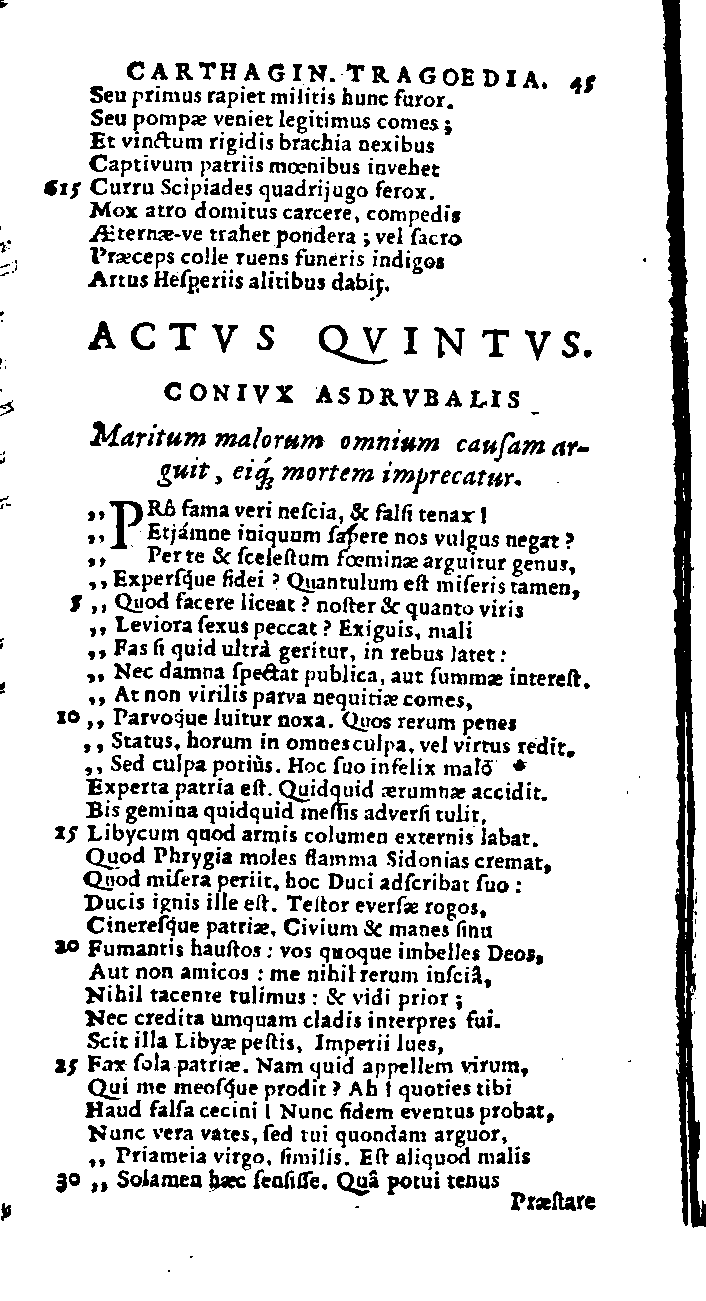 CARTHAGIN. TRAGOEDIA. 45
Seu primus rapiet militis hunc furor.
Seu pompæ veniet legitimus comes ;
Et vinctum rigidis brachia nexibus
Captivum patriis mœnibus invehet
615 Curru Scipiades quadrijugo ferox.
Mox atro domitus carcere, compedis
Æternæ-ve trahet pondera ; vel ſacro
Præceps colle ruens funeris indigos
Artus Heſperiis alitibus dabit.
ACTVS QVINTVS.
CONIVX ASDRVBALIS
Maritum malorum omnium cauſam ar-
guit, eiq́; mortem imprecatur.
,, PRô fama veri neſcia, & falſi tenax !
,, Etjámne iniquum ſapere nos vulgus negat ?
,, Per te & ſceleſtum fœminæ arguitur genus,
,, Experſq́ue fidei ? Quantulum eſt miſeris tamen,
5 ,, Quod facere liceat ? noſter & quanto viris
,, Leviora ſexus peccat ? Exiguis, mali
,, Fas ſi quid ultrà geritur, in rebus latet :
,, Nec damna ſpectat publica, aut ſummæ intereſt.
,, At non virilis parva nequitiæ comes,
10 ,, Parvoq́ue luitur noxa. Quos rerum penes
,, Status, horum in omnes culpa, vel virtus redit.
,, Sed culpa potiùs. Hoc ſuo infelix malō
Experta patria eſt. Quidquid ærumnæ accidit.
Bis gemina quidquid meſſis adverſi tulit,
15 Libycum quod armis columen externis labat.
Quod Phrygia moles flamma Sidonias cremat,
Quod miſera periit, hoc Duci adſcribat ſuo :
Ducis ignis ille eſt. Teſtor everſæ rogos,
Cinereſq́ue patriæ, Civium & manes ſinu
20 Fumantis hauſtos : vos quoque imbelles Deos,
Aut non amicos : me nihil rerum inſciâ,
Nihil tacente tulimus : & vidi prior ;
Nec credita umquam cladis interpres fui.
Scit illa Libyæ peſtis, Imperii lues,
25 Fax ſola patriæ. Nam quid appellem virum,
Qui me meoſq́ue prodit ? Ah ! quoties tibi
Haud falſa cecini ! Nunc fidem eventus probat,
Nunc vera vates, ſed tui quondam arguor,
,, Priameia virgo, ſimilis. Eſt aliquod malis
30 ,, Solamen hæc ſenſiſſe. Quâ potui tenus
Præſtare